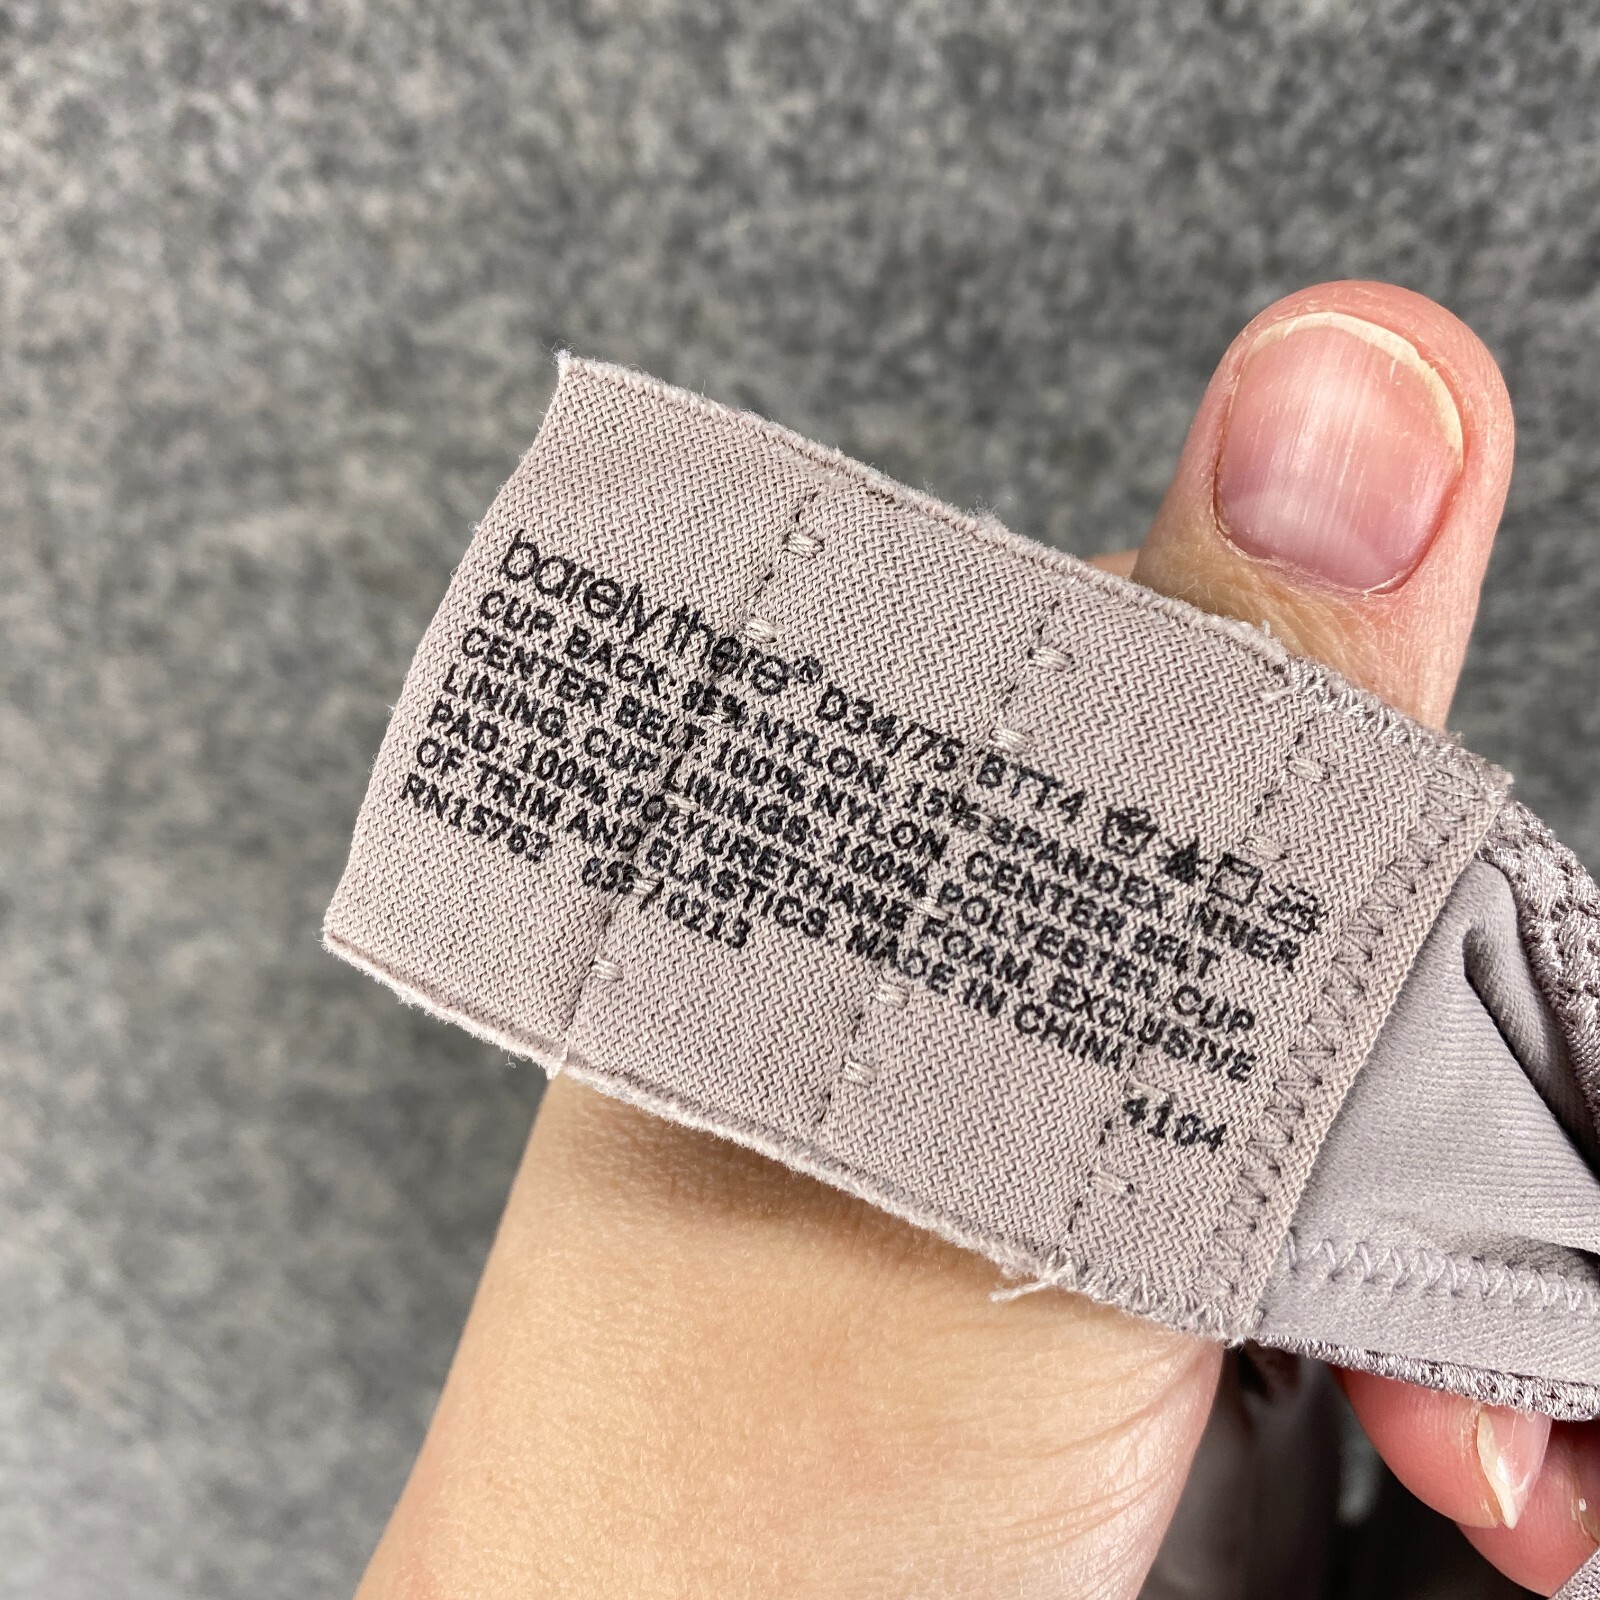 barely there® D34/75 BTT4
CUP, BACK: 85% NYLON, 15% SPANDEX. INNER
CENTER BELT: 100% NYLON. CENTER BELT
LINING, CUP LININGS: 100% POLYESTER. CUP
PAD: 100% POLYURETHANE FOAM. EXCLUSIVE
OF TRIM AND ELASTICS. MADE IN CHINA
RN15763 / 0213 4104